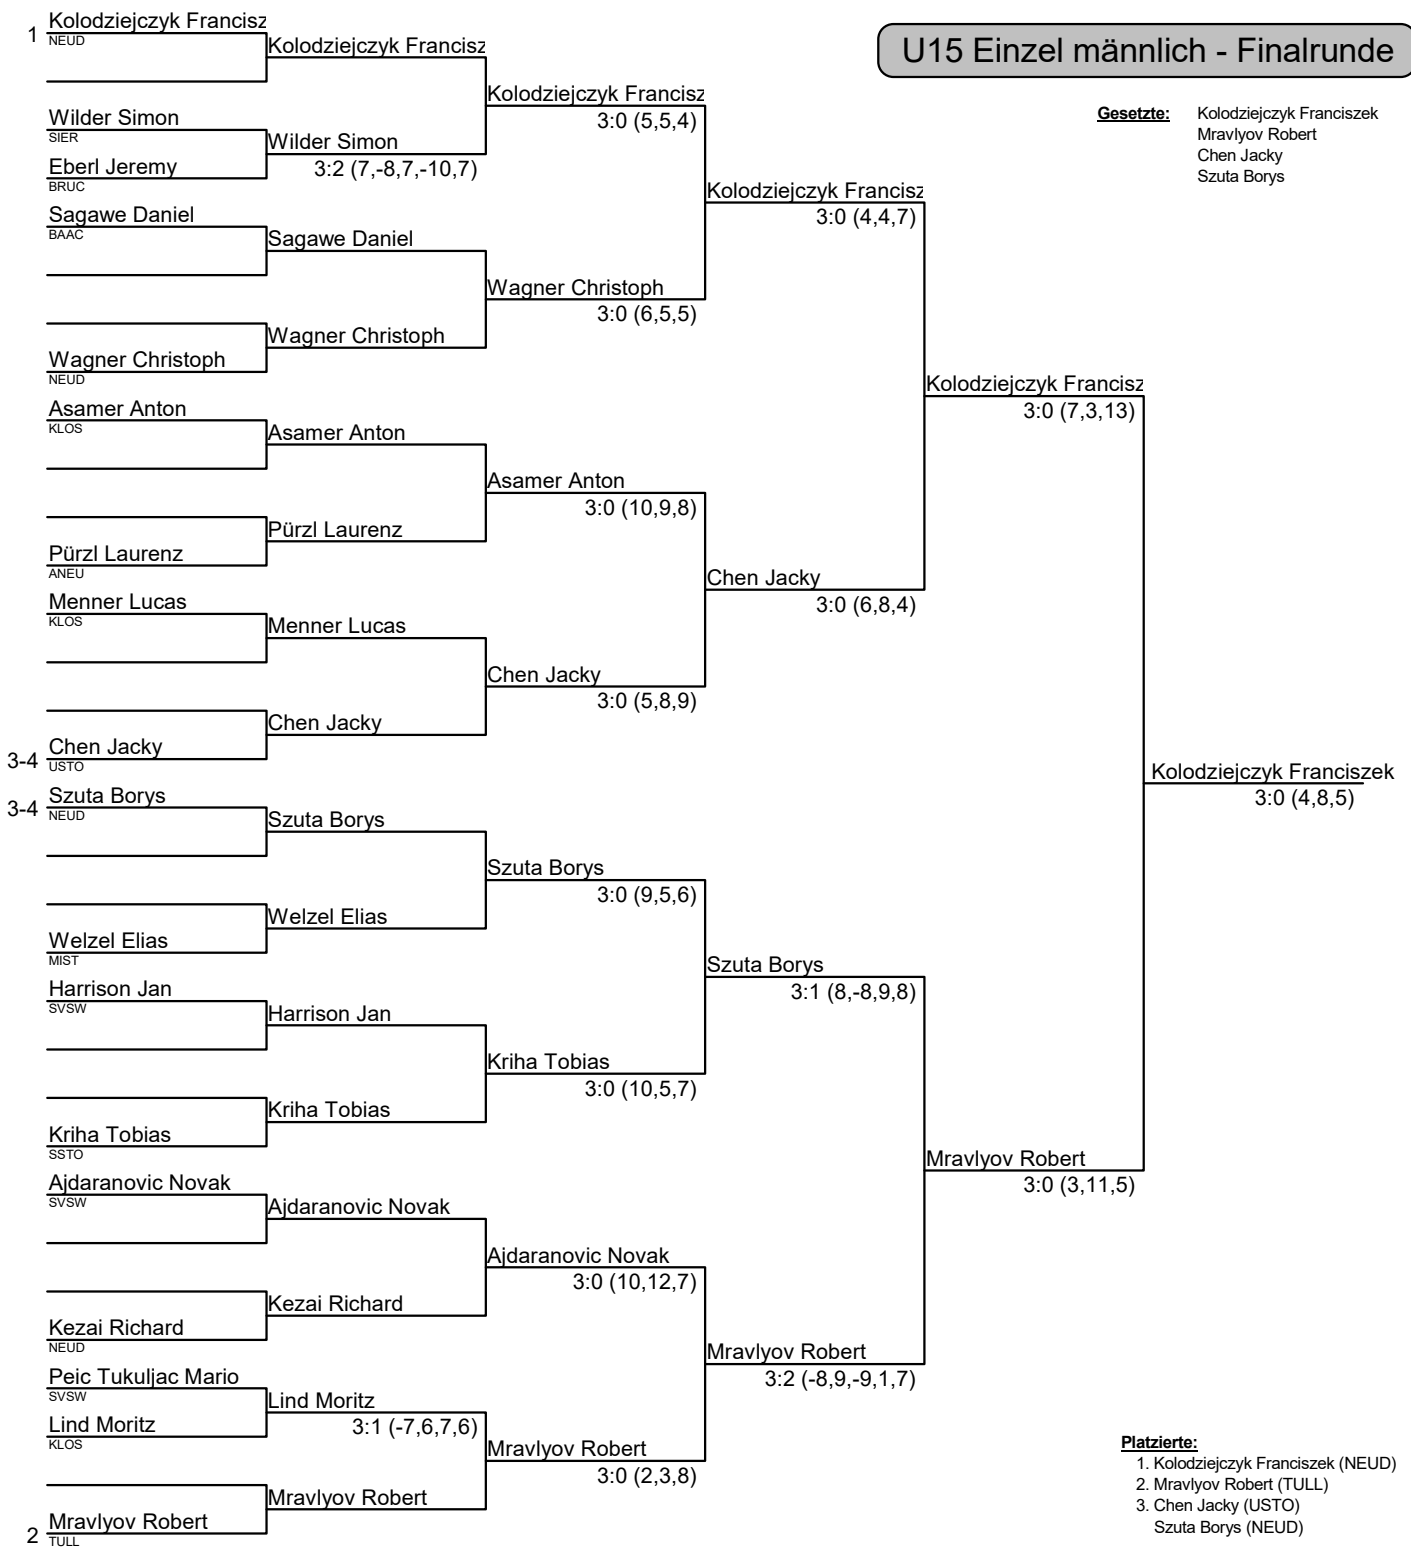 U15 Einzel männlich - Finalrunde
Gesetzte: Kolodziejczyk Franciszek
Mravlyov Robert
Chen Jacky
Szuta Borys
1 Kolodziejczyk Francisz
NEUD
Wilder Simon
SIER
Eberl Jeremy
BRUC
Sagawe Daniel
BAAC
Wagner Christoph
NEUD
Asamer Anton
KLOS
Pürzl Laurenz
ANEU
Menner Lucas
KLOS
3-4 Chen Jacky
USTO
3-4 Szuta Borys
NEUD
Welzel Elias
MIST
Harrison Jan
SVSW
Kriha Tobias
SSTO
Ajdaranovic Novak
SVSW
Kezai Richard
NEUD
Peic Tukuljac Mario
SVSW
Lind Moritz
KLOS
2 Mravlyov Robert
TULL
Kolodziejczyk Francisz
Wilder Simon
3:2 (7,-8,7,-10,7)
Sagawe Daniel
Wagner Christoph
Asamer Anton
Pürzl Laurenz
Menner Lucas
Chen Jacky
Szuta Borys
Welzel Elias
Harrison Jan
Kriha Tobias
Ajdaranovic Novak
Kezai Richard
Lind Moritz
3:1 (-7,6,7,6)
Mravlyov Robert
Kolodziejczyk Francisz
3:0 (5,5,4)
Wagner Christoph
3:0 (6,5,5)
Asamer Anton
3:0 (10,9,8)
Chen Jacky
3:0 (5,8,9)
Szuta Borys
3:0 (9,5,6)
Kriha Tobias
3:0 (10,5,7)
Ajdaranovic Novak
3:0 (10,12,7)
Mravlyov Robert
3:0 (2,3,8)
Kolodziejczyk Francisz
3:0 (4,4,7)
Chen Jacky
3:0 (6,8,4)
Szuta Borys
3:1 (8,-8,9,8)
Mravlyov Robert
3:2 (-8,9,-9,1,7)
Kolodziejczyk Francisz
3:0 (7,3,13)
Mravlyov Robert
3:0 (3,11,5)
Kolodziejczyk Franciszek
3:0 (4,8,5)
Platzierte:
1. Kolodziejczyk Franciszek (NEUD)
2. Mravlyov Robert (TULL)
3. Chen Jacky (USTO)
Szuta Borys (NEUD)